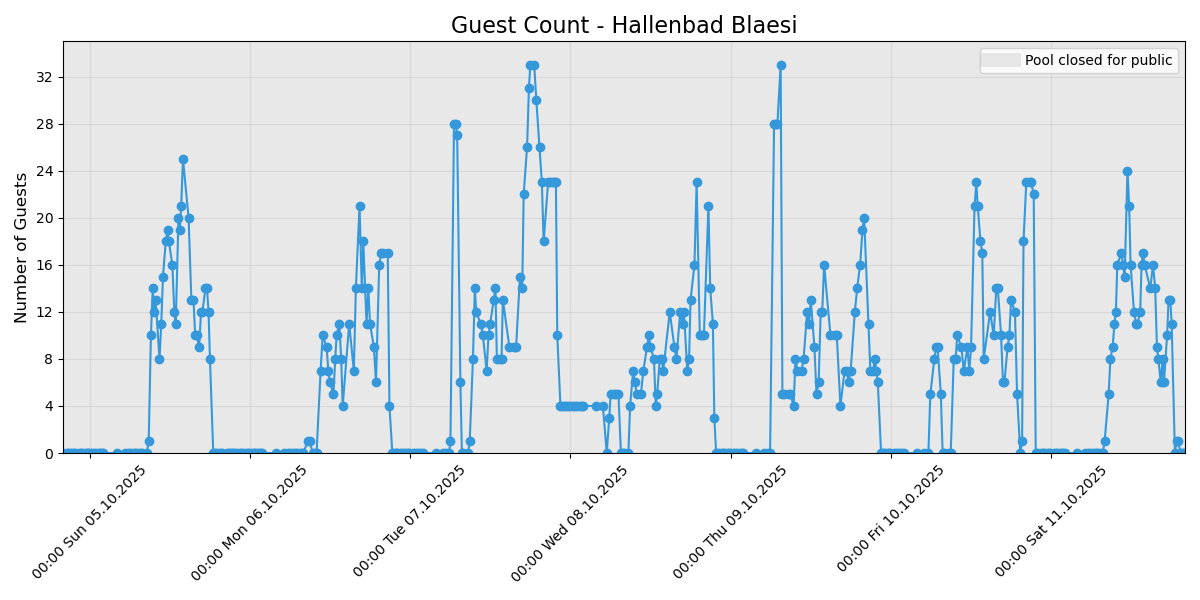 Guest Count - Hallenbad Blaesi
Pool closed for public
Number of Guests
32
28
24
20
16
12
8
4
0
00:00 Sun 05.10.2025
00:00 Mon 06.10.2025
00:00 Tue 07.10.2025
00:00 Wed 08.10.2025
00:00 Thu 09.10.2025
00:00 Fri 10.10.2025
00:00 Sat 11.10.2025